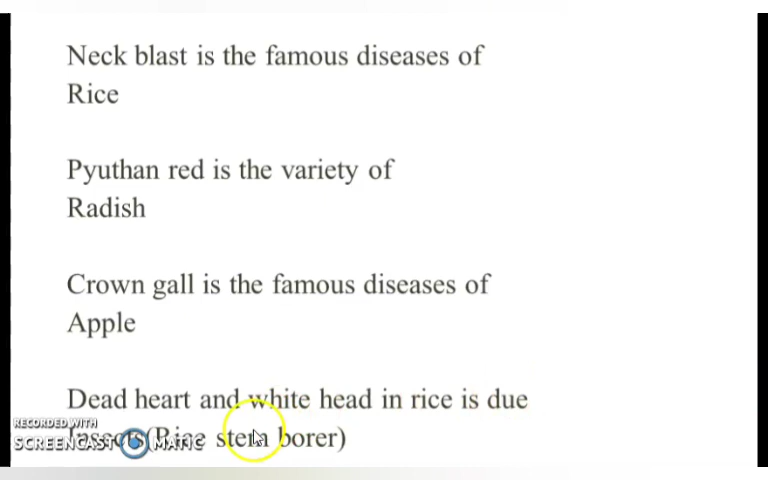 Neck blast is the famous diseases of
Rice
Pyuthan red is the variety of
Radish
Crown gall is the famous diseases of
Apple
Dead heart and white head in rice is due
Insects(Rice stem borer)
RECORDED WITH
SCREENCAST MATIC